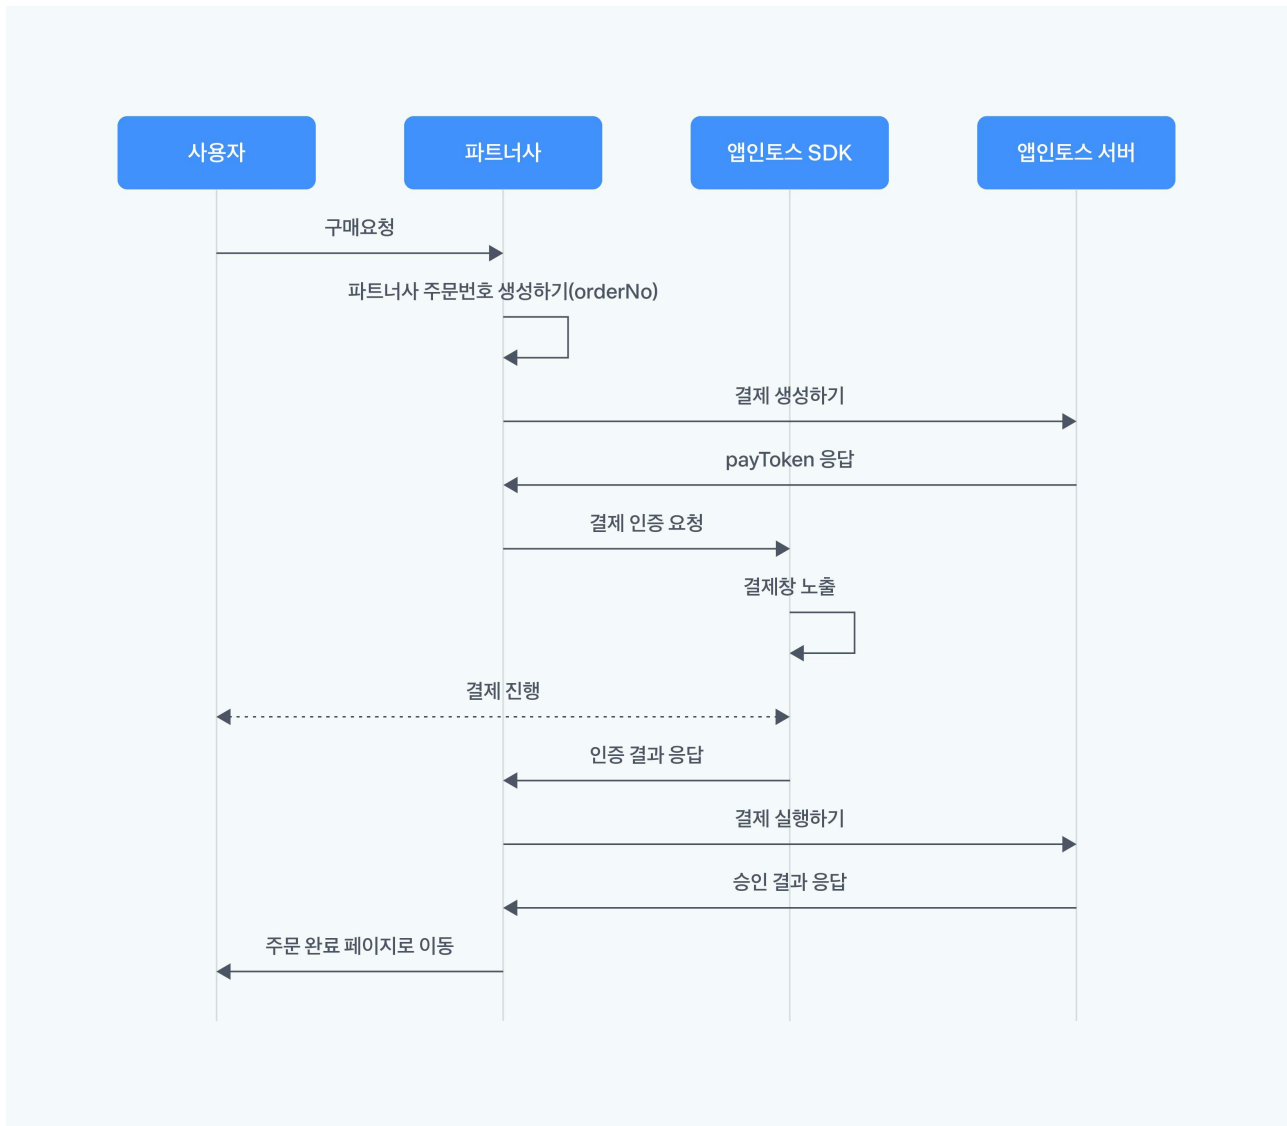 사용자
파트너사
앱인토스 SDK
앱인토스 서버
구매요청
파트너사 주문번호 생성하기(orderNo)
결제 생성하기
payToken 응답
결제 인증 요청
결제창 노출
결제 진행
인증 결과 응답
결제 실행하기
승인 결과 응답
주문 완료 페이지로 이동